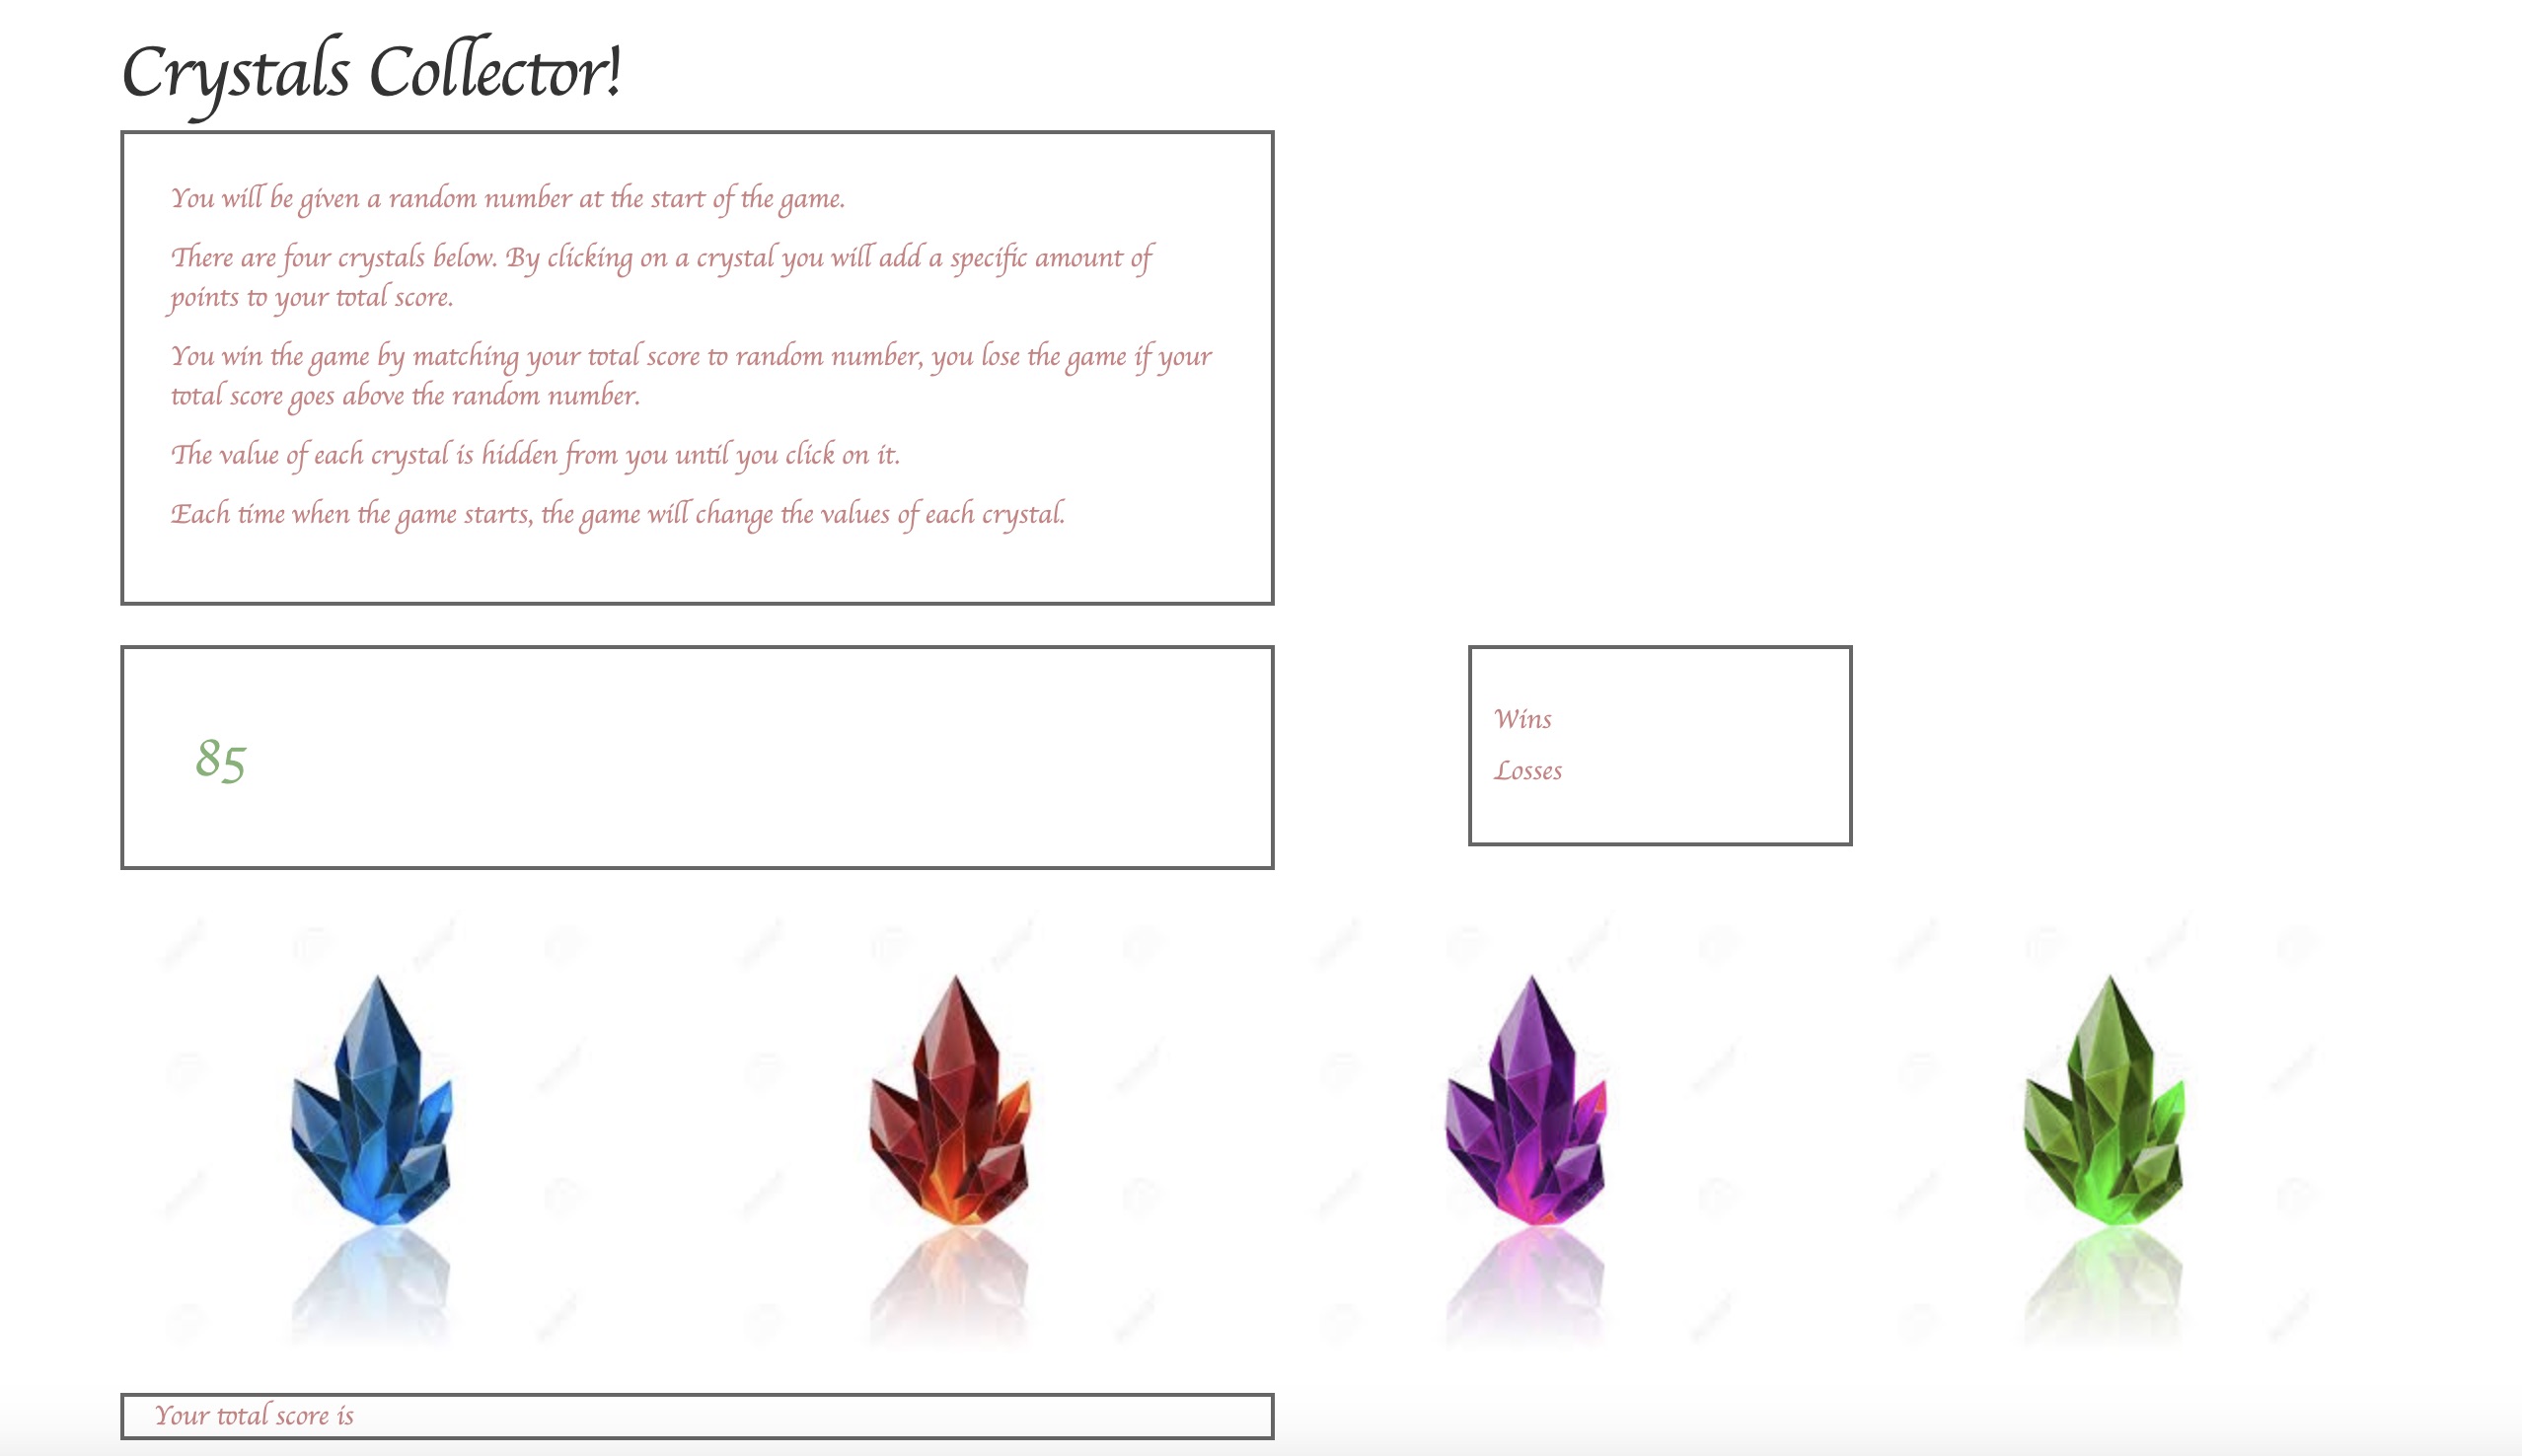 Crystals Collector!
You will be given a random number at the start of the game.
There are four crystals below. By clicking on a crystal you will add a specific amount of
points to your total score.
You win the game by matching your total score to random number, you lose the game if your
total score goes above the random number.
The value of each crystal is hidden from you until you click on it.
Each time when the game starts, the game will change the values of each crystal.
85
Wins
Losses
Your total score is